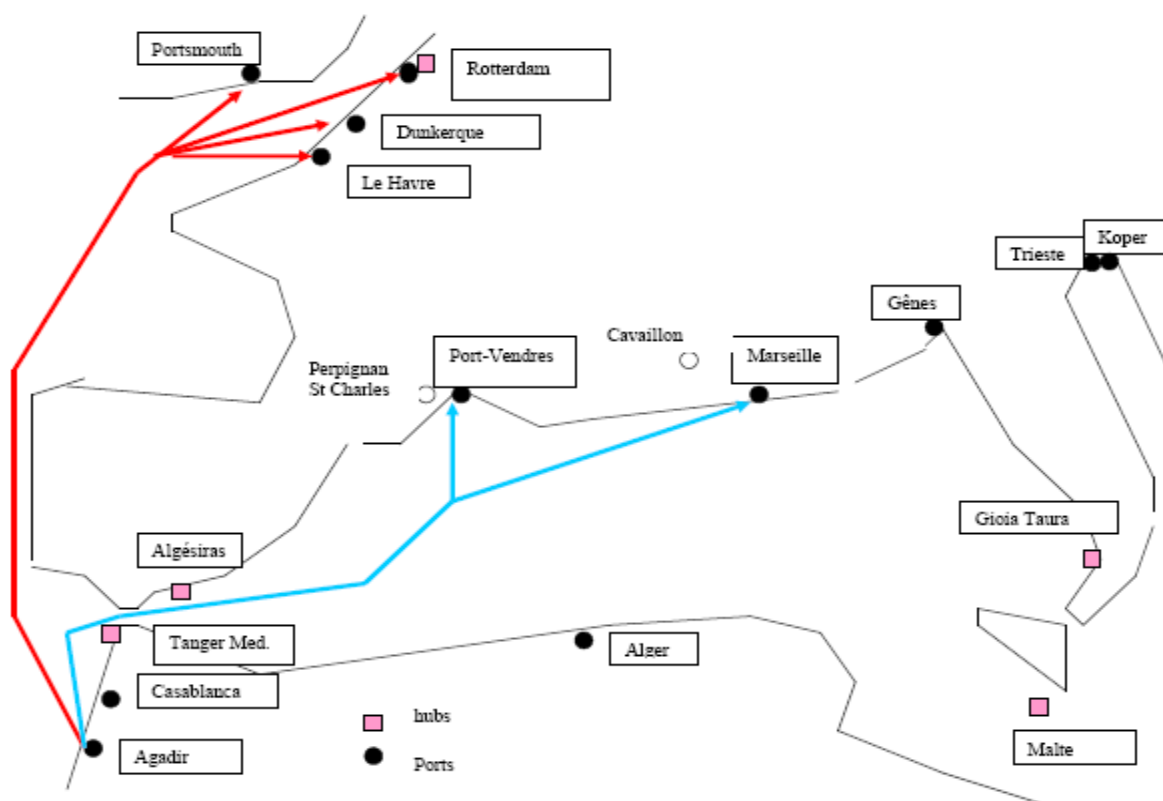 Portsmouth
Rotterdam
Dunkerque
Le Havre
Koper
Trieste
Gênes
Cavaillon
Port-Vendres
Marseille
Perpignan
St Charles
Gioia Taura
Algésiras
Tanger Med.
Alger
Casablanca
hubs
Malte
Agadir
Ports